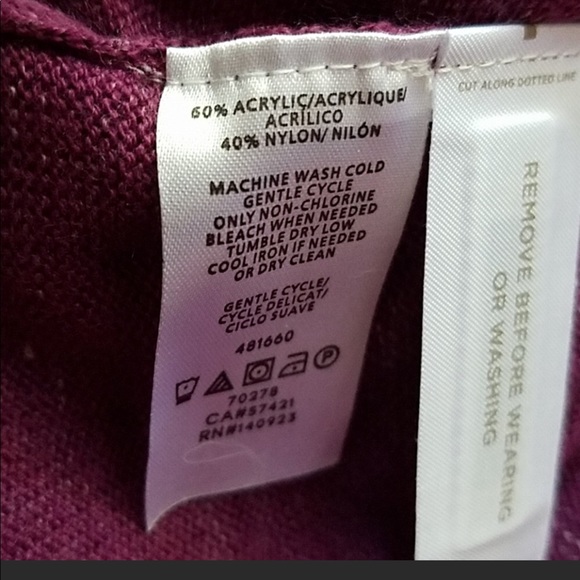 60% ACRYLIC/ACRYLIQUE/
ACRÍLICO
40% NYLON/ NILÓN
MACHINE WASH COLD
GENTLE CYCLE
ONLY NON-CHLORINE
BLEACH WHEN NEEDED
TUMBLE DRY LOW
COOL IRON IF NEEDED
OR DRY CLEAN
GENTLE CYCLE/
CYCLE DELICAT/
CICLO SUAVE
481660
P
70278
CA#57421
RN#140923
CUT ALONG DOTTED LINE
REMOVE BEFORE WEARING
OR WASHING